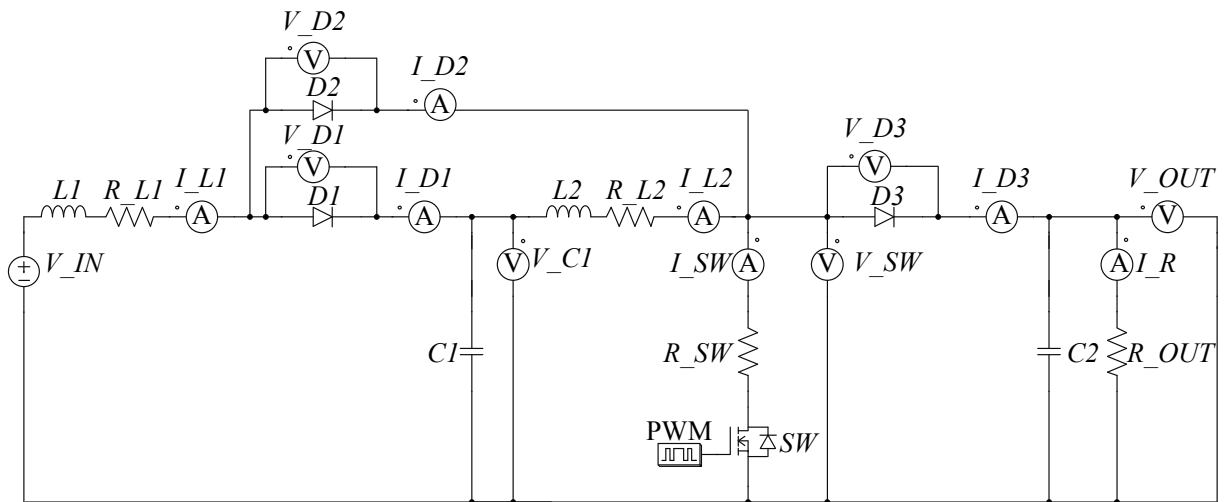 V_D2
V
I_D2
D2
A
V_D1
V
V_D3
V
L1
R_L1
I_L1
D1
I_D1
L2
R_L2
I_L2
D3
I_D3
V_OUT
A
A
A
A
V
V_IN
V
V_C1
I_SW
A
V
V_SW
A
I_R
C1
R_SW
C2
R_OUT
PWM
SW